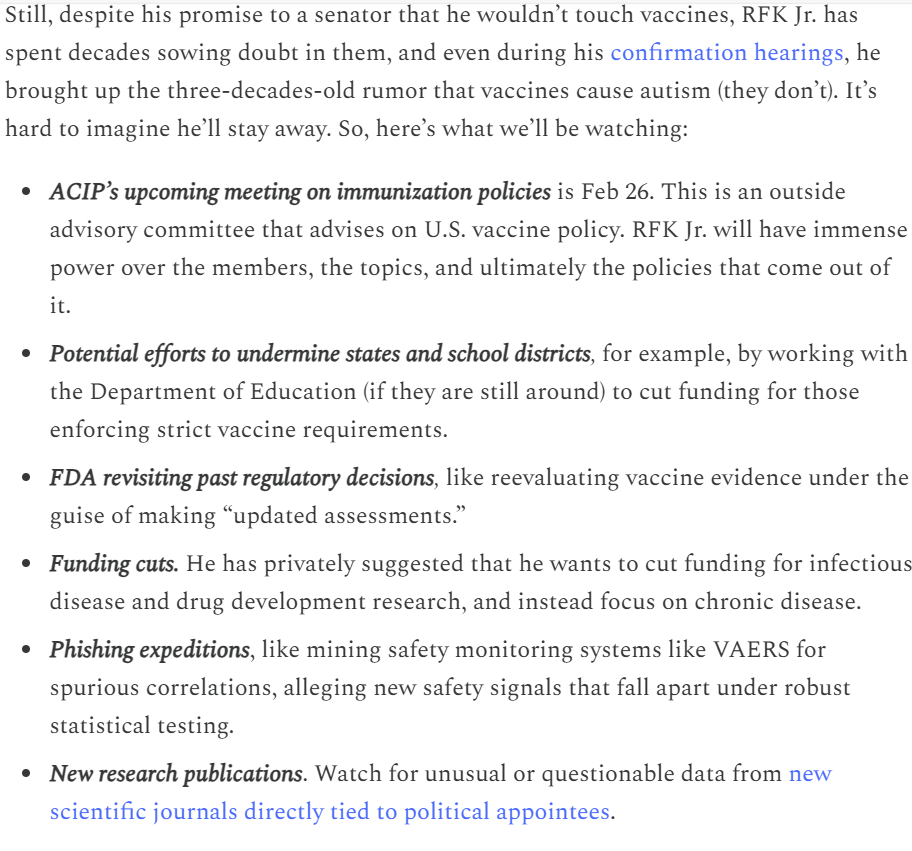 Still, despite his promise to a senator that he wouldn’t touch vaccines, RFK Jr. has
spent decades sowing doubt in them, and even during his confirmation hearings, he
brought up the three-decades-old rumor that vaccines cause autism (they don’t). It’s
hard to imagine he’ll stay away. So, here’s what we’ll be watching:
• ACIP’s upcoming meeting on immunization policies is Feb 26. This is an outside
advisory committee that advises on U.S. vaccine policy. RFK Jr. will have immense
power over the members, the topics, and ultimately the policies that come out of
it.
• Potential efforts to undermine states and school districts, for example, by working with
the Department of Education (if they are still around) to cut funding for those
enforcing strict vaccine requirements.
• FDA revisiting past regulatory decisions, like reevaluating vaccine evidence under the
guise of making “updated assessments.”
• Funding cuts. He has privately suggested that he wants to cut funding for infectious
disease and drug development research, and instead focus on chronic disease.
• Phishing expeditions, like mining safety monitoring systems like VAERS for
spurious correlations, alleging new safety signals that fall apart under robust
statistical testing.
• New research publications. Watch for unusual or questionable data from new
scientific journals directly tied to political appointees.